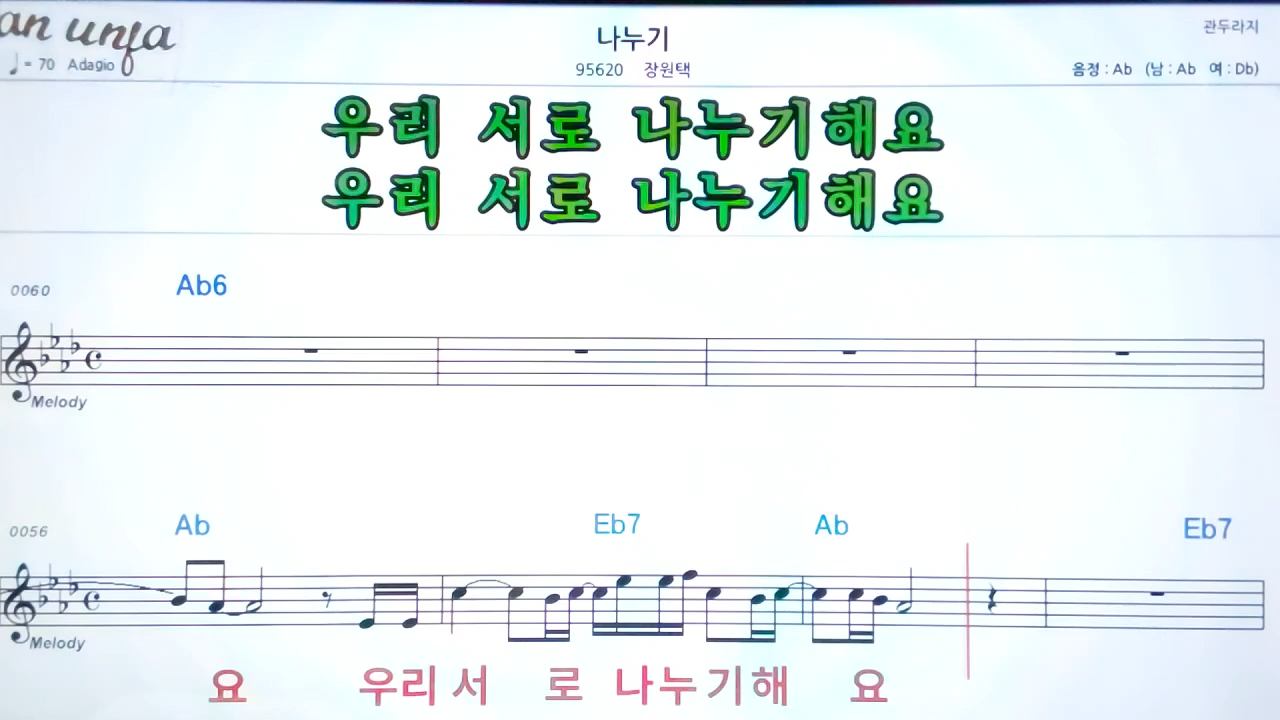 나누기
관두라지
♩= 70 Adagio
95620 장원택
음정 : Ab (남 : Ab 여 : Db)
우리 서로 나누기해요
우리 서로 나누기해요
0060
Ab6
Melody
0056
Ab Eb7 Ab Eb7
Melody
요 우리 서 로 나누기해 요